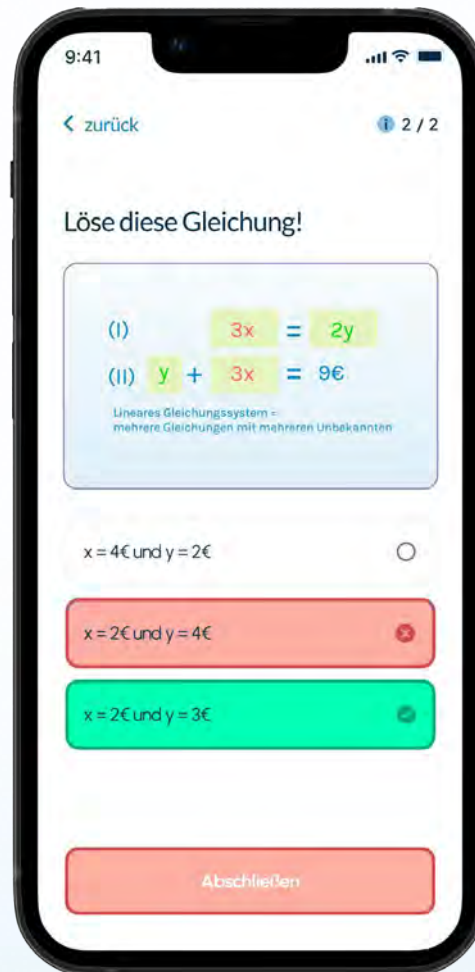 9:41
zurück
2 / 2
Löse diese Gleichung!
(I) 3x = 2y
(II) y + 3x = 9€
Lineares Gleichungssystem =
mehrere Gleichungen mit mehreren Unbekannten
x = 4€ und y = 2€
x = 2€ und y = 4€
x = 2€ und y = 3€
Abschließen